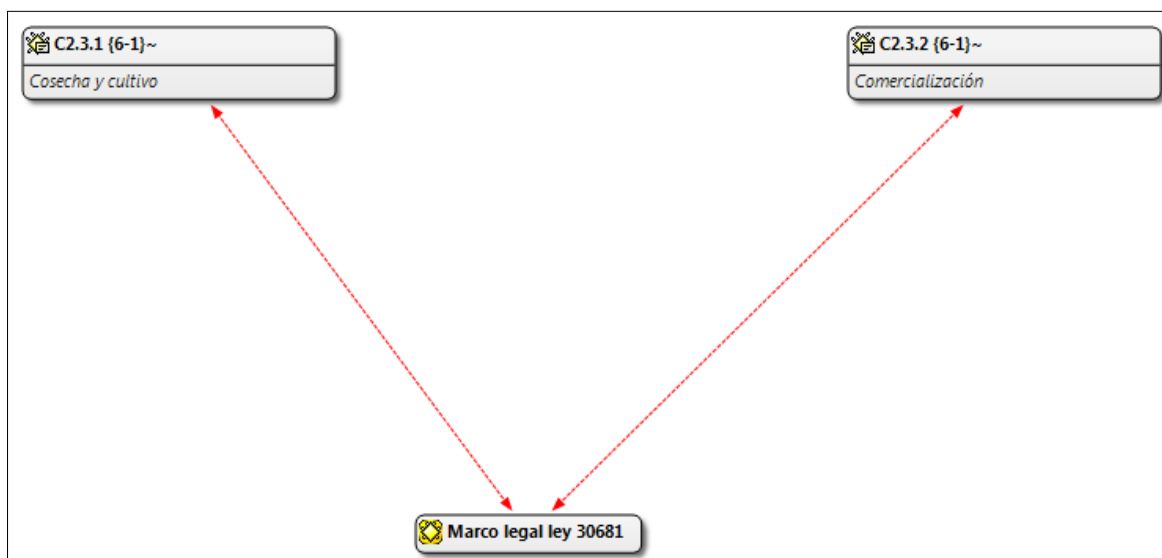 C2.3.1 {6-1}~
Cosecha y cultivo
C2.3.2 {6-1}~
Comercialización
Marco legal ley 30681